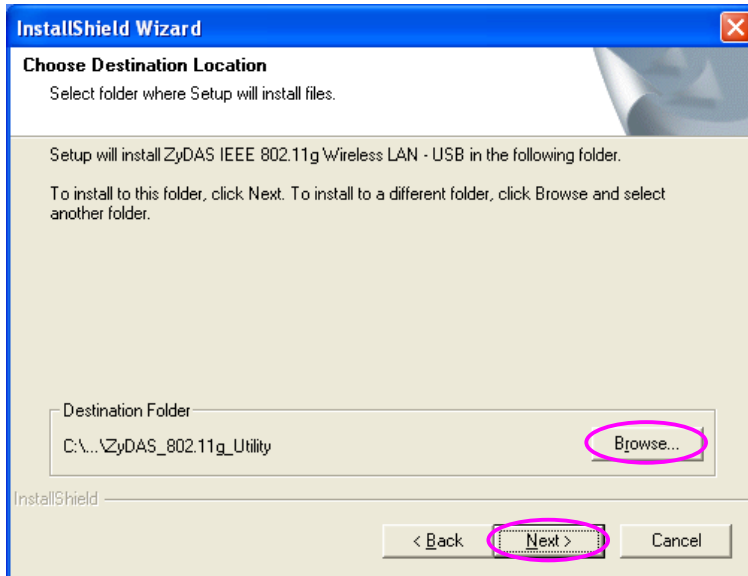 InstallShield Wizard
Choose Destination Location
Select folder where Setup will install files.
Setup will install ZyDAS IEEE 802.11g Wireless LAN - USB in the following folder.
To install to this folder, click Next. To install to a different folder, click Browse and select
another folder.
Destination Folder
C:\...\ZyDAS_802.11g_Utility
Browse...
InstallShield
< Back
Next >
Cancel